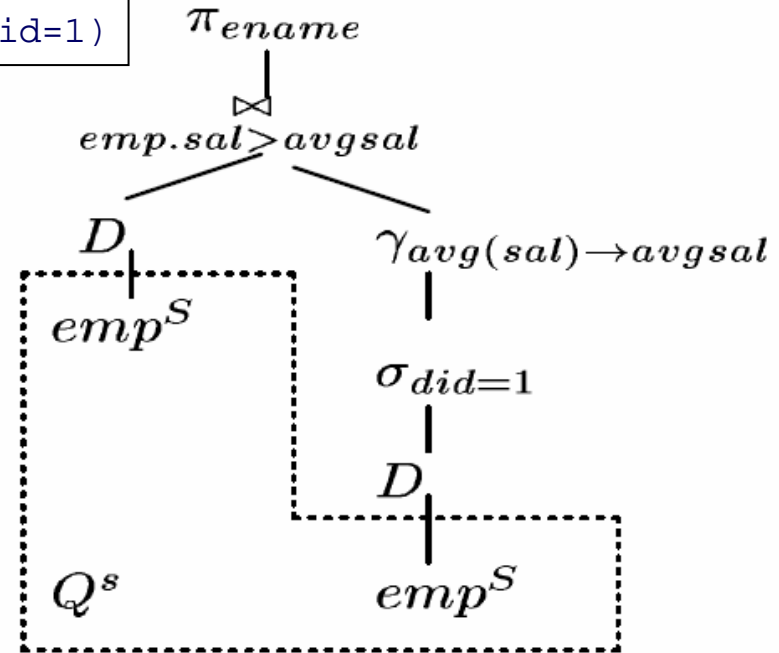 id=1)
π_ename
⋈
emp.sal>avgsal
D
γ_avg(sal)→avgsal
emp^S
σ_did=1
D
Q^s
emp^S